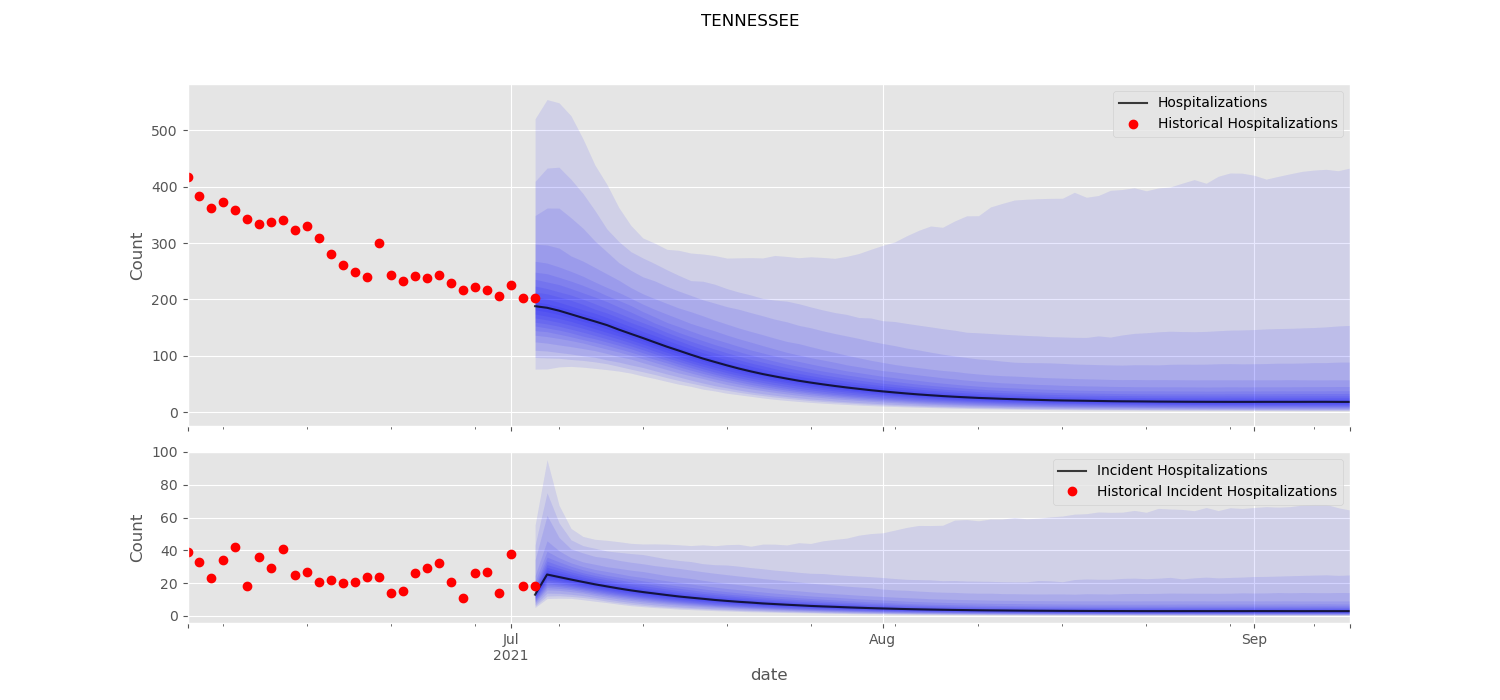 TENNESSEE
Hospitalizations
Historical Hospitalizations
500
400
300
200
100
0
Count
Incident Hospitalizations
Historical Incident Hospitalizations
100
80
60
40
20
0
Count
Jul
2021
Aug
Sep
date